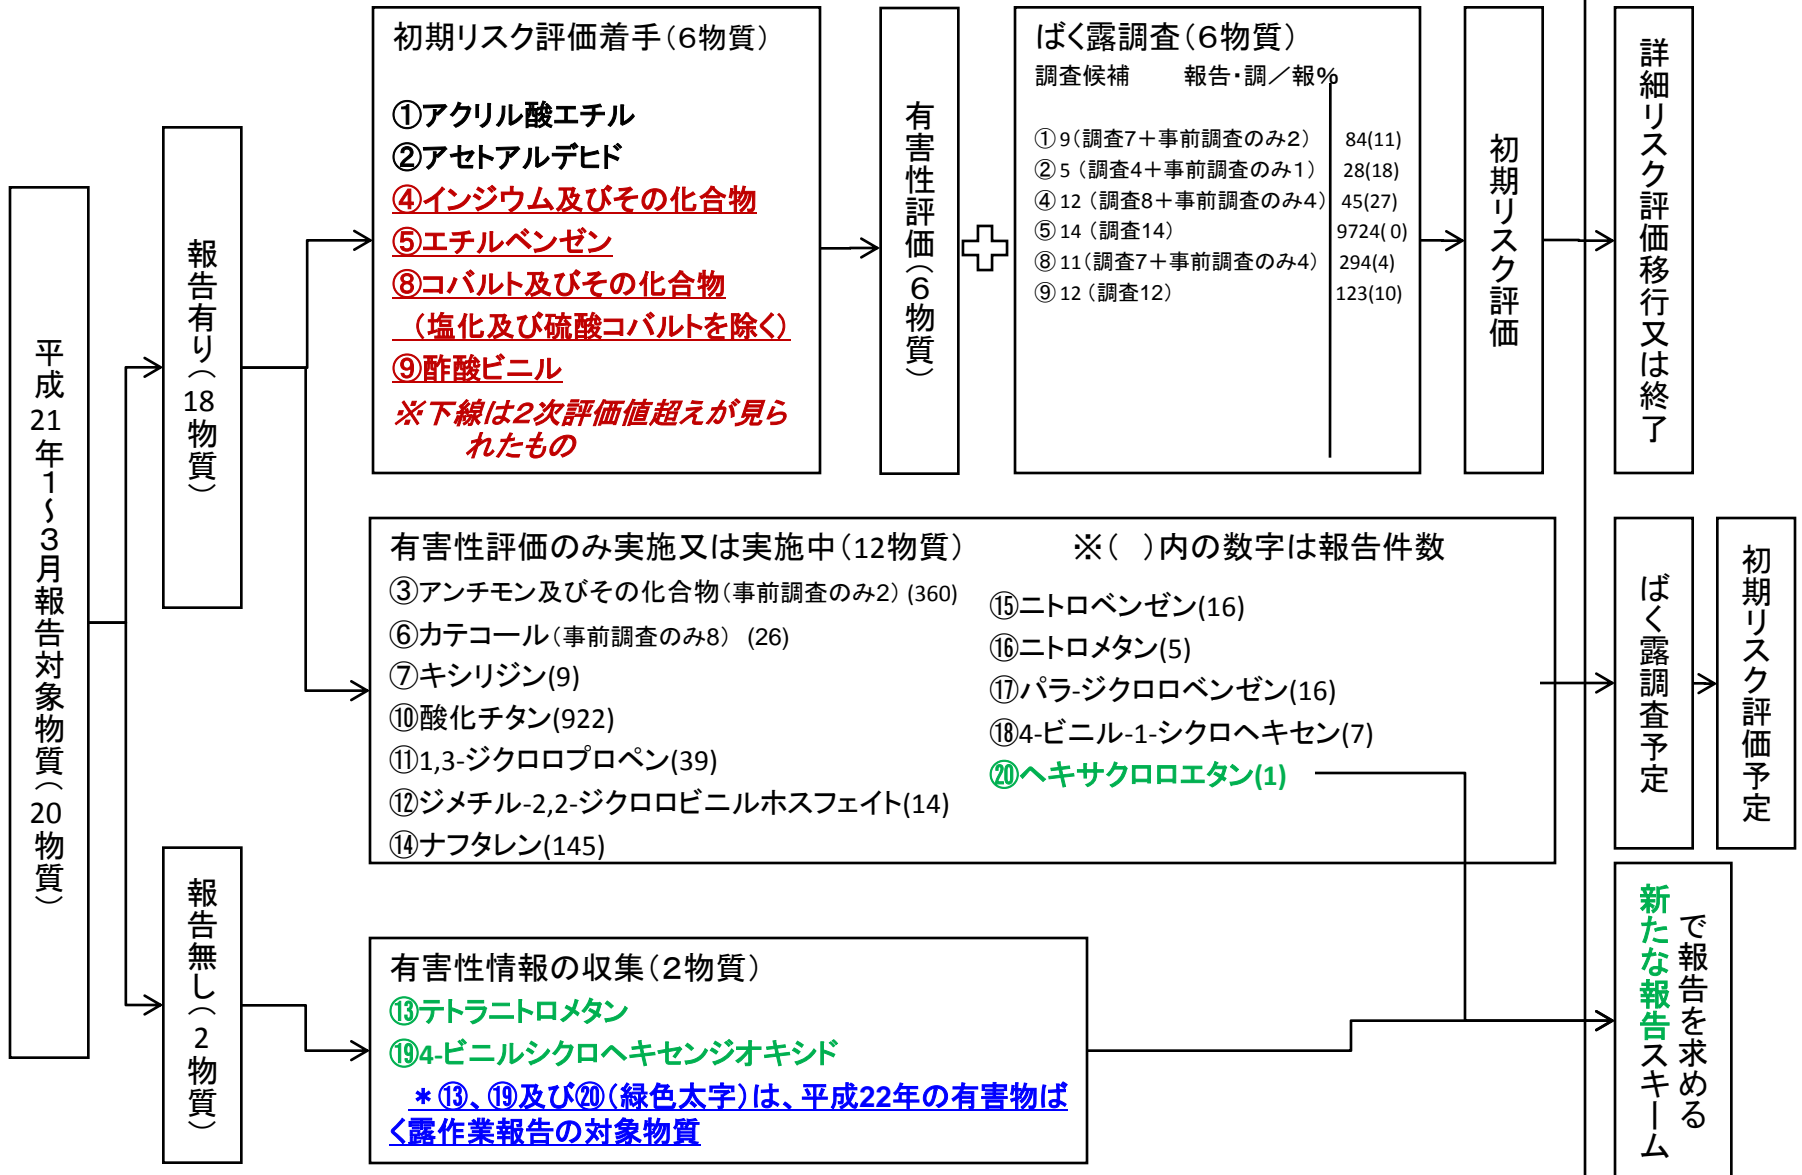 平成21年1～3月報告対象物質（20物質）
報告有り（18物質）
報告無し（2物質）
初期リスク評価着手（6物質）
①アクリル酸エチル
②アセトアルデヒド
④インジウム及びその化合物
⑤エチルベンゼン
⑧コバルト及びその化合物
（塩化及び硫酸コバルトを除く）
⑨酢酸ビニル
※下線は2次評価値超えが見ら
れたもの
有害性評価（6物質）
ばく露調査（6物質）
調査候補 報告・調／報%
①9（調査7＋事前調査のみ2） 84(11)
②5（調査4＋事前調査のみ1） 28(18)
④12（調査8＋事前調査のみ4） 45(27)
⑤14（調査14） 9724( 0)
⑧11（調査7＋事前調査のみ4） 294(4)
⑨12（調査12） 123(10)
初期リスク評価
詳細リスク評価移行又は終了
有害性評価のみ実施又は実施中（12物質） ※（ ）内の数字は報告件数
③アンチモン及びその化合物（事前調査のみ2）(360)
⑥カテコール（事前調査のみ8） (26)
⑦キシリジン(9)
⑩酸化チタン(922)
⑪1,3-ジクロロプロペン(39)
⑫ジメチル-2,2-ジクロロビニルホスフェイト(14)
⑭ナフタレン(145)
⑮ニトロベンゼン(16)
⑯ニトロメタン(5)
⑰パラ-ジクロロベンゼン(16)
⑱4-ビニル-1-シクロヘキセン(7)
⑳ヘキサクロロエタン(1)
ばく露調査予定
初期リスク評価予定
有害性情報の収集（2物質）
⑬テトラニトロメタン
⑲4-ビニルシクロヘキセンジオキシド
＊⑬、⑲及び⑳（緑色太字）は、平成22年の有害物ば
く露作業報告の対象物質
新たな報告スキーム
で報告を求める